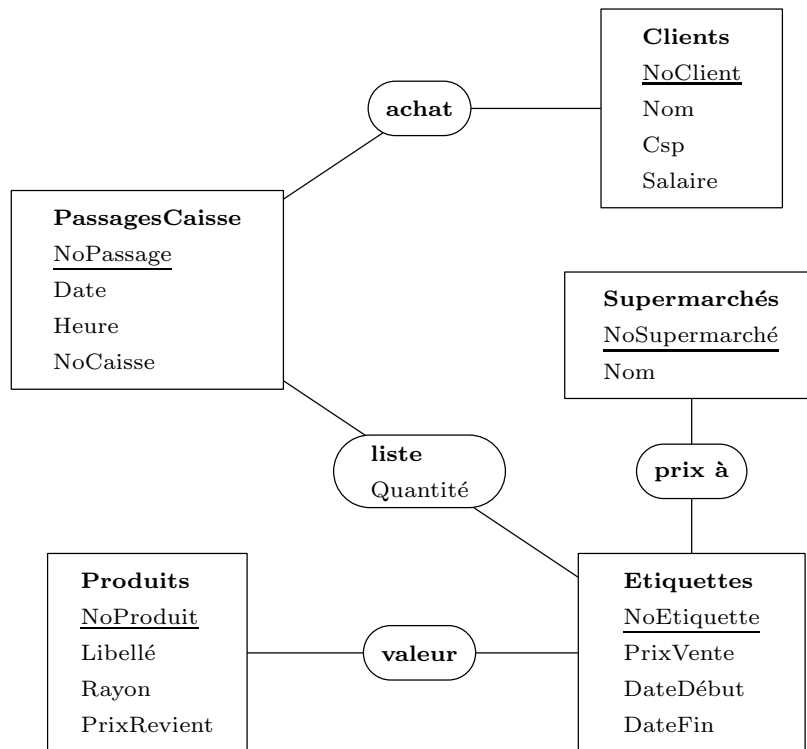 Clients
NoClient
Nom
Csp
Salaire
achat
PassagesCaisse
NoPassage
Date
Heure
NoCaisse
Supermarchés
NoSupermarché
Nom
liste
Quantité
prix à
Produits
NoProduit
Libellé
Rayon
PrixRevient
valeur
Etiquettes
NoEtiquette
PrixVente
DateDébut
DateFin